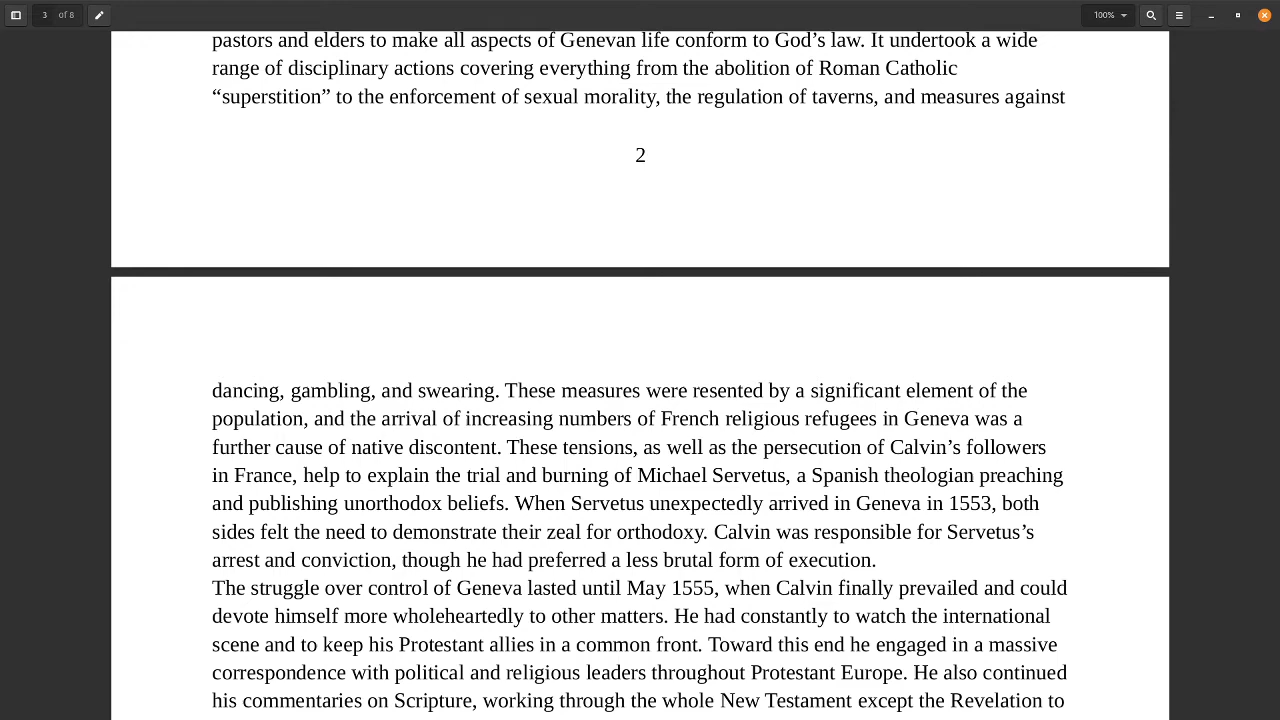 3 of 8
100%
pastors and elders to make all aspects of Genevan life conform to God’s law. It undertook a wide
range of disciplinary actions covering everything from the abolition of Roman Catholic
“superstition” to the enforcement of sexual morality, the regulation of taverns, and measures against
2
dancing, gambling, and swearing. These measures were resented by a significant element of the
population, and the arrival of increasing numbers of French religious refugees in Geneva was a
further cause of native discontent. These tensions, as well as the persecution of Calvin’s followers
in France, help to explain the trial and burning of Michael Servetus, a Spanish theologian preaching
and publishing unorthodox beliefs. When Servetus unexpectedly arrived in Geneva in 1553, both
sides felt the need to demonstrate their zeal for orthodoxy. Calvin was responsible for Servetus’s
arrest and conviction, though he had preferred a less brutal form of execution.
The struggle over control of Geneva lasted until May 1555, when Calvin finally prevailed and could
devote himself more wholeheartedly to other matters. He had constantly to watch the international
scene and to keep his Protestant allies in a common front. Toward this end he engaged in a massive
correspondence with political and religious leaders throughout Protestant Europe. He also continued
his commentaries on Scripture, working through the whole New Testament except the Revelation to